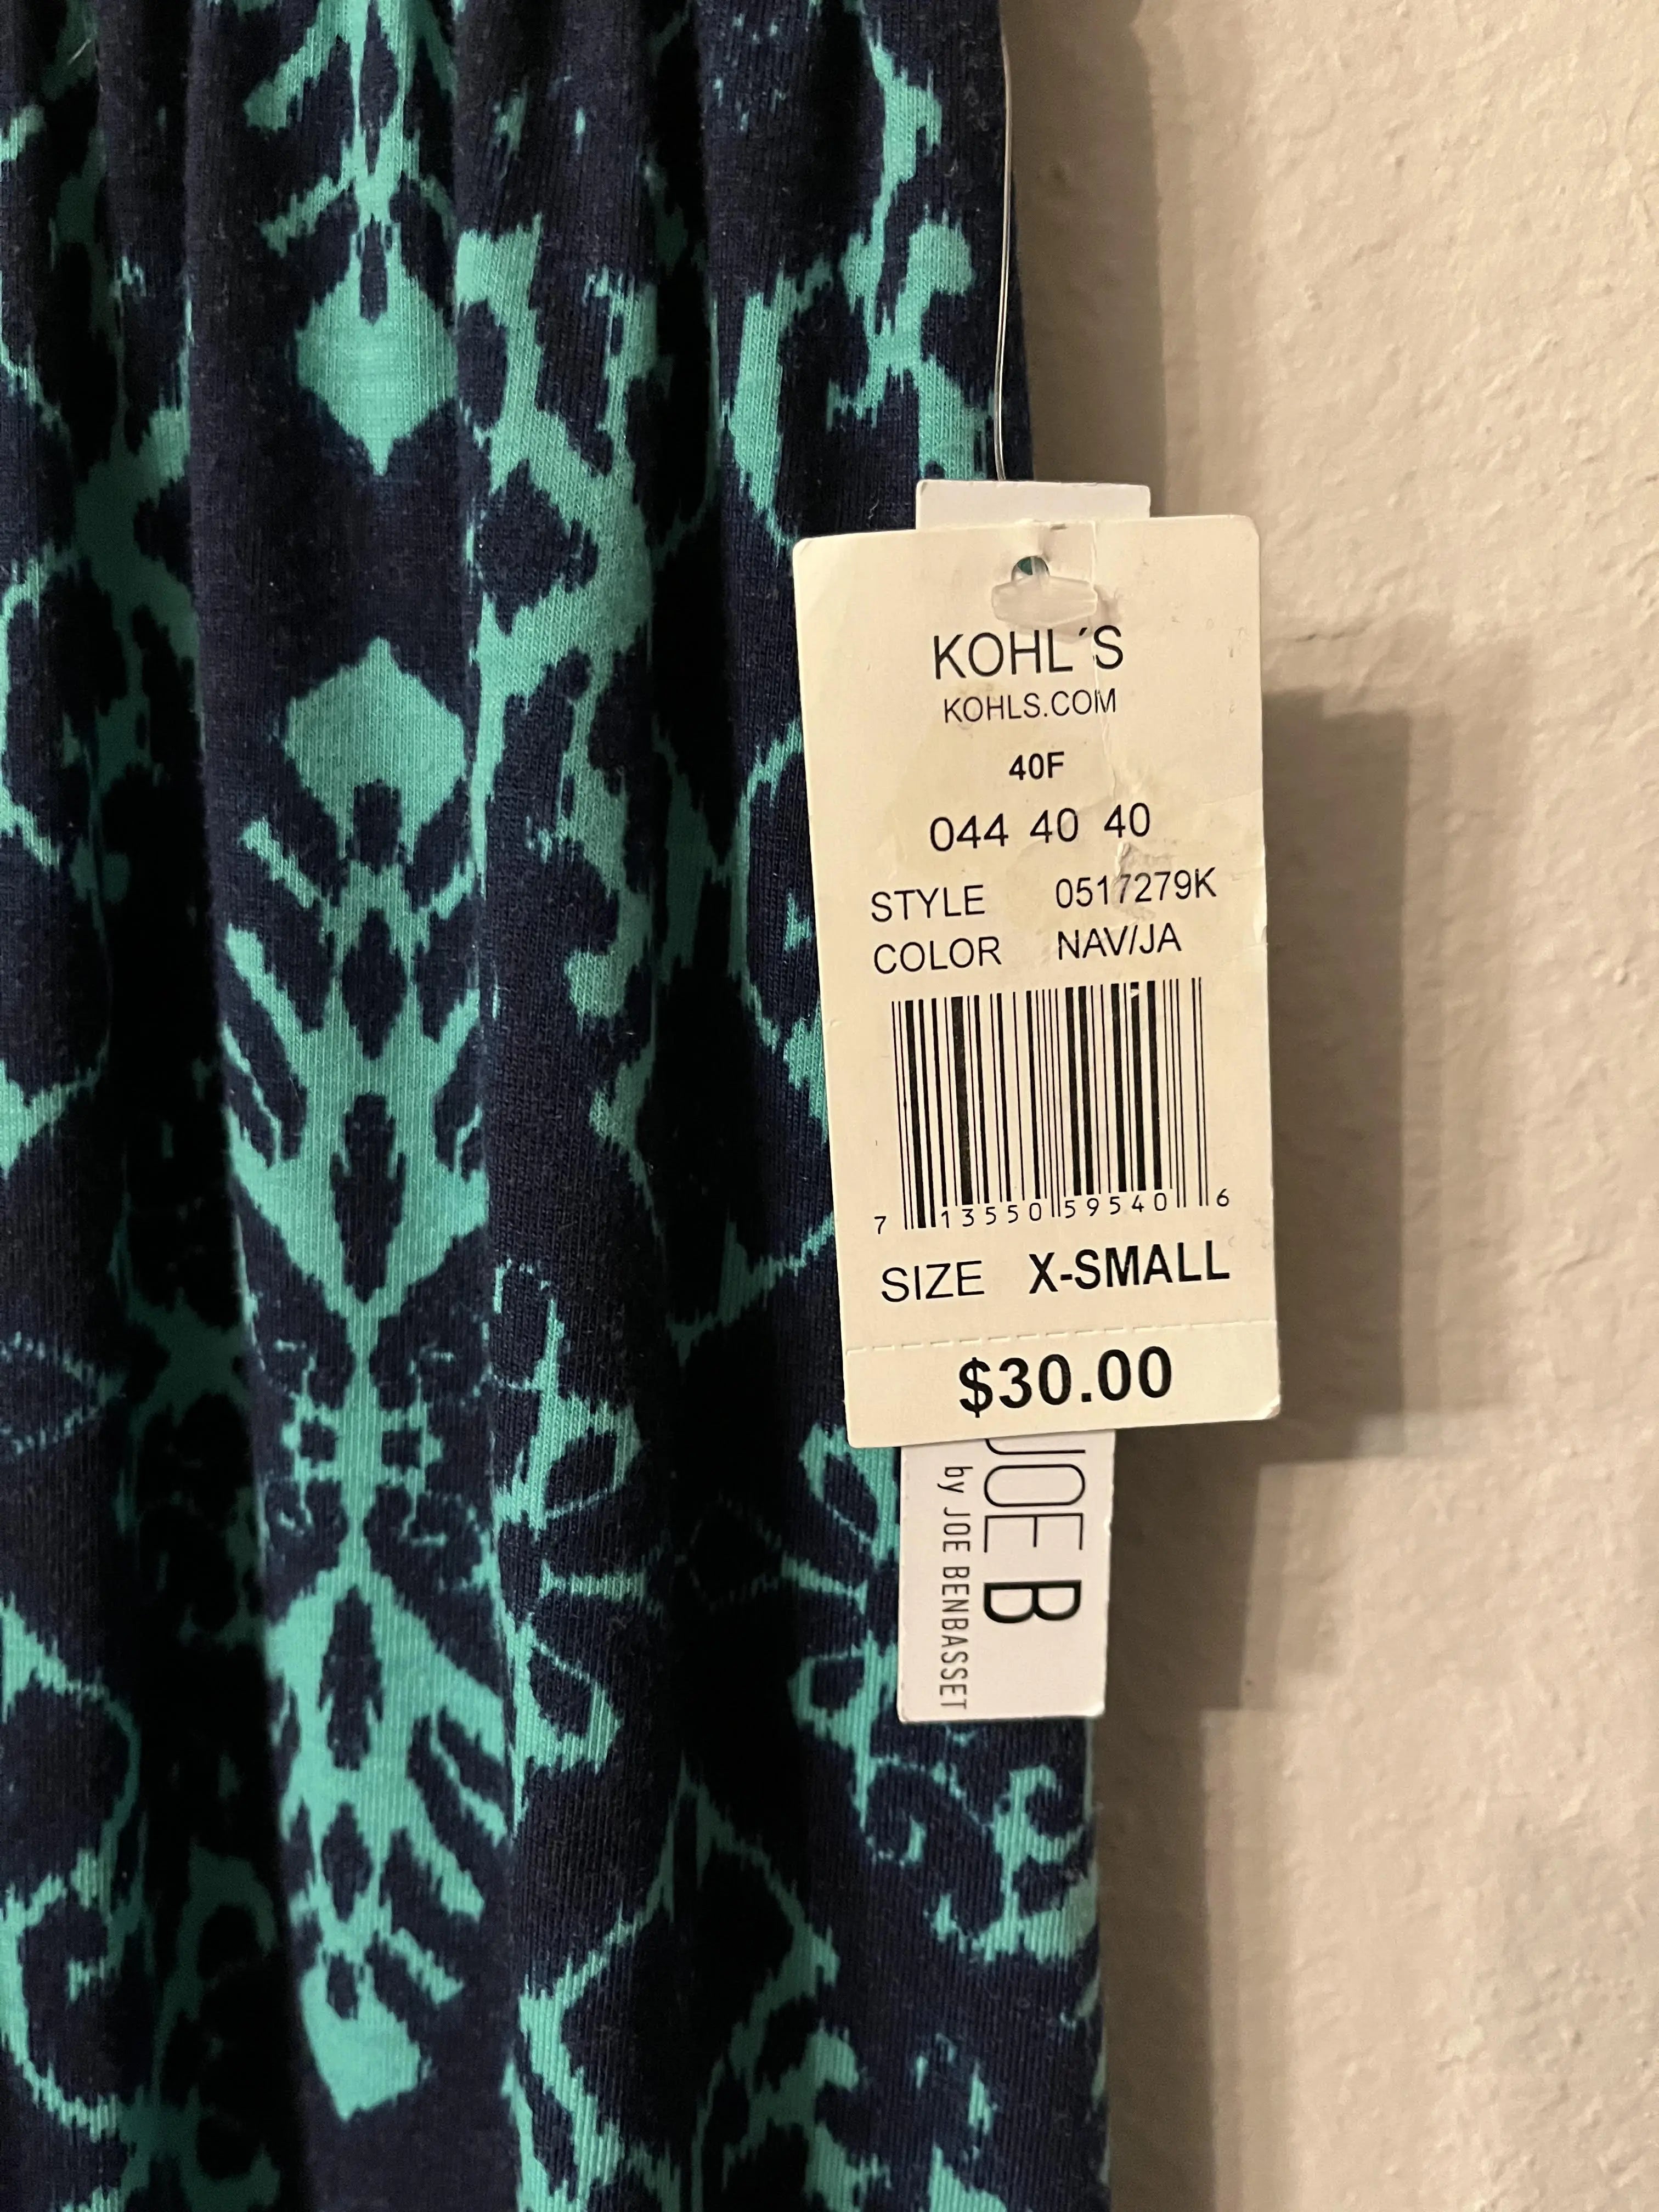 KOHL´S
KOHLS.COM
40F
044 40 40
STYLE 0517279K
COLOR NAV/JA
7 13550 59540 6
SIZE X-SMALL
$30.00
JOE B
by JOE BENBASSET